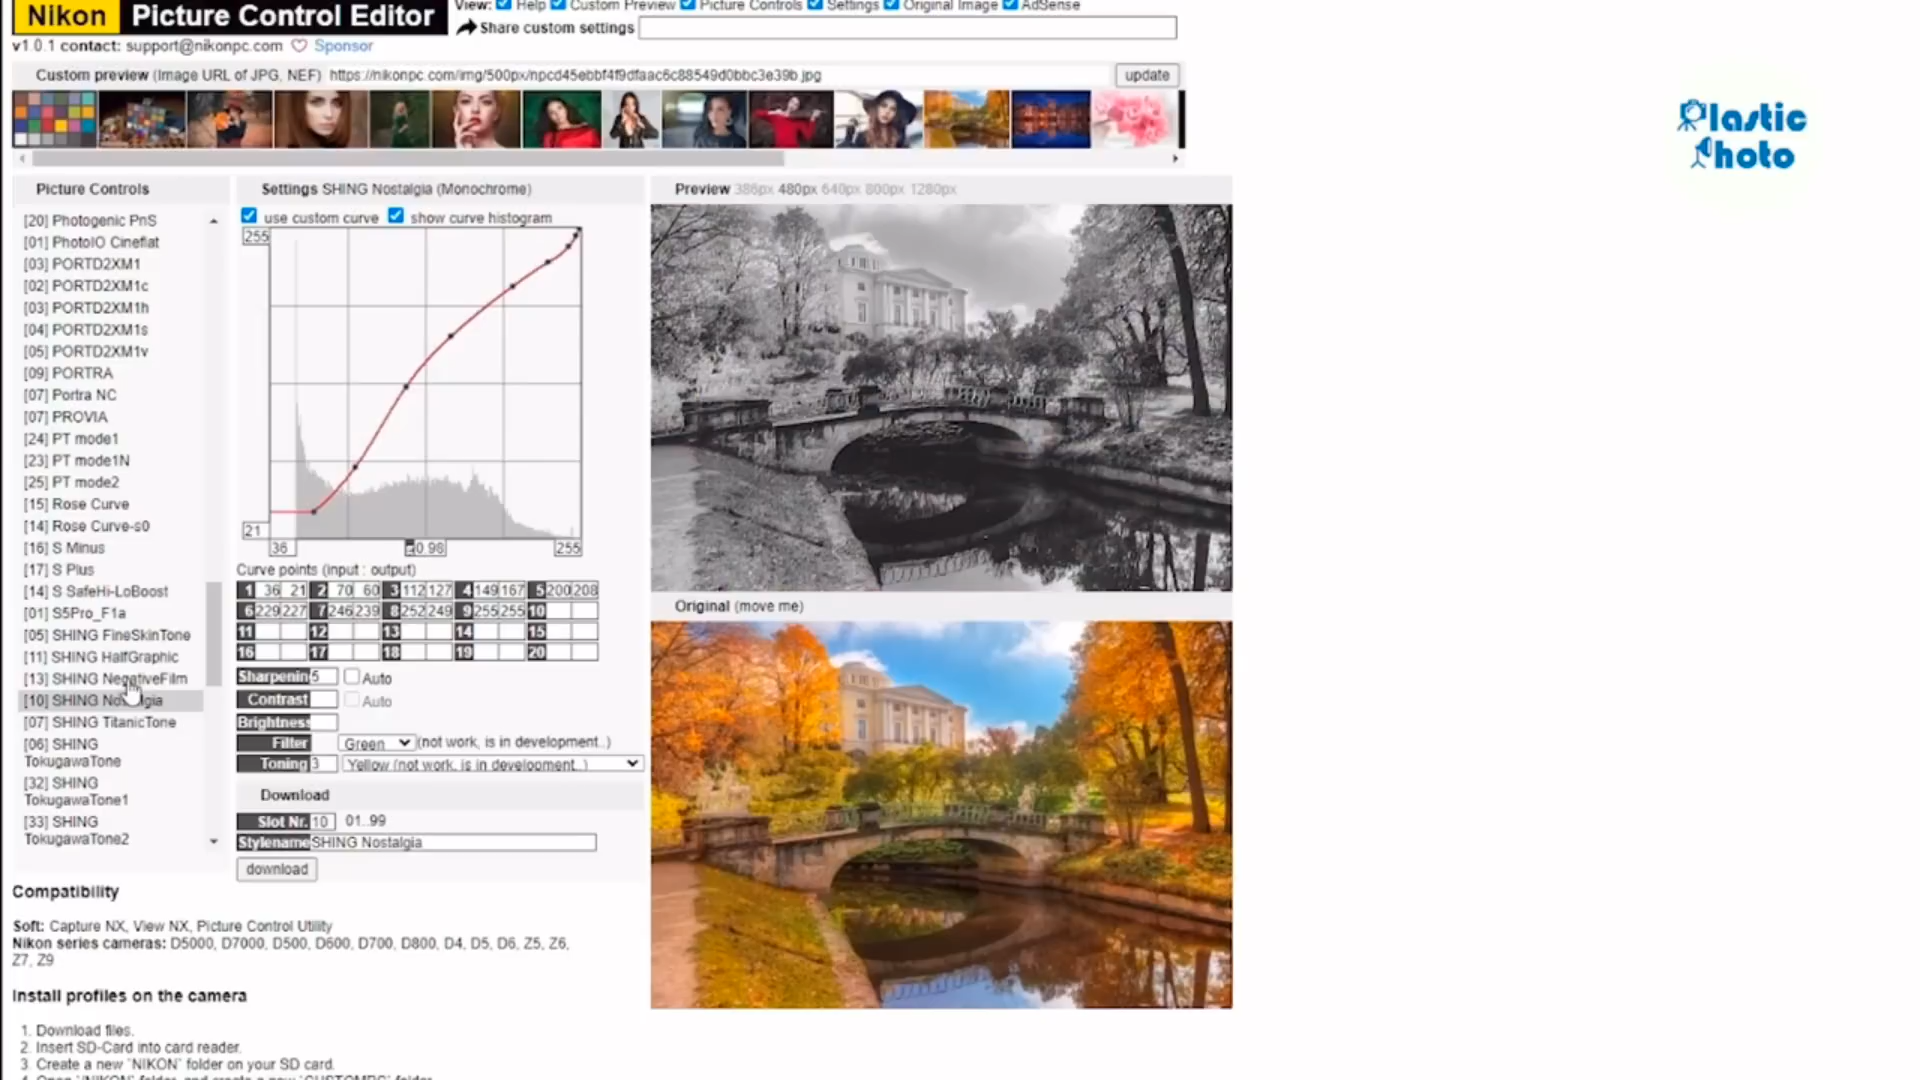 Nikon Picture Control Editor
View: Help Custom Preview Picture Controls Settings Original Image AdSense
Share custom settings
v1.0.1 contact: support@nikonpc.com ♡ Sponsor
Custom preview (Image URL of JPG, NEF) https://nikonpc.com/img/500px/npcd45ebbf4f9dfaac6c88549d0bbc3e39b.jpg update
Plastic
Photo
Picture Controls
[20] Photogenic PnS
[01] PhotoIO Cineflat
[03] PORTD2XM1
[02] PORTD2XM1c
[03] PORTD2XM1h
[04] PORTD2XM1s
[05] PORTD2XM1v
[09] PORTRA
[07] Portra NC
[07] PROVIA
[24] PT mode1
[23] PT mode1N
[25] PT mode2
[15] Rose Curve
[14] Rose Curve-s0
[16] S Minus
[17] S Plus
[14] S SafeHi-LoBoost
[01] S5Pro_F1a
[05] SHING FineSkinTone
[11] SHING HalfGraphic
[13] SHING NegativeFilm
[10] SHING Nostalgia
[07] SHING TitanicTone
[06] SHING
TokugawaTone
[32] SHING
TokugawaTone1
[33] SHING
TokugawaTone2
Settings SHING Nostalgia (Monochrome)
use custom curve show curve histogram
255
21
36 0.98 255
Curve points (input : output)
1 36 21 2 70 60 3 112 127 4 149 167 5 200 208
6 229 227 7 246 239 8 252 249 9 255 255 10
11 12 13 14 15
16 17 18 19 20
Sharpenin 5 Auto
Contrast Auto
Brightness
Filter Green (not work, is in development..)
Toning 3 Yellow (not work, is in development..)
Download
Slot Nr. 10 01..99
Stylename SHING Nostalgia
download
Preview 386px 480px 640px 800px 1280px
Original (move me)
Compatibility
Soft: Capture NX, View NX, Picture Control Utility
Nikon series cameras: D5000, D7000, D500, D600, D700, D800, D4, D5, D6, Z5, Z6,
Z7, Z9
Install profiles on the camera
1. Download files.
2. Insert SD-Card into card reader.
3. Create a new "NIKON" folder on your SD card.
4. Open "/NIKON" folder, and create a new "CUSTOMPC" folder.